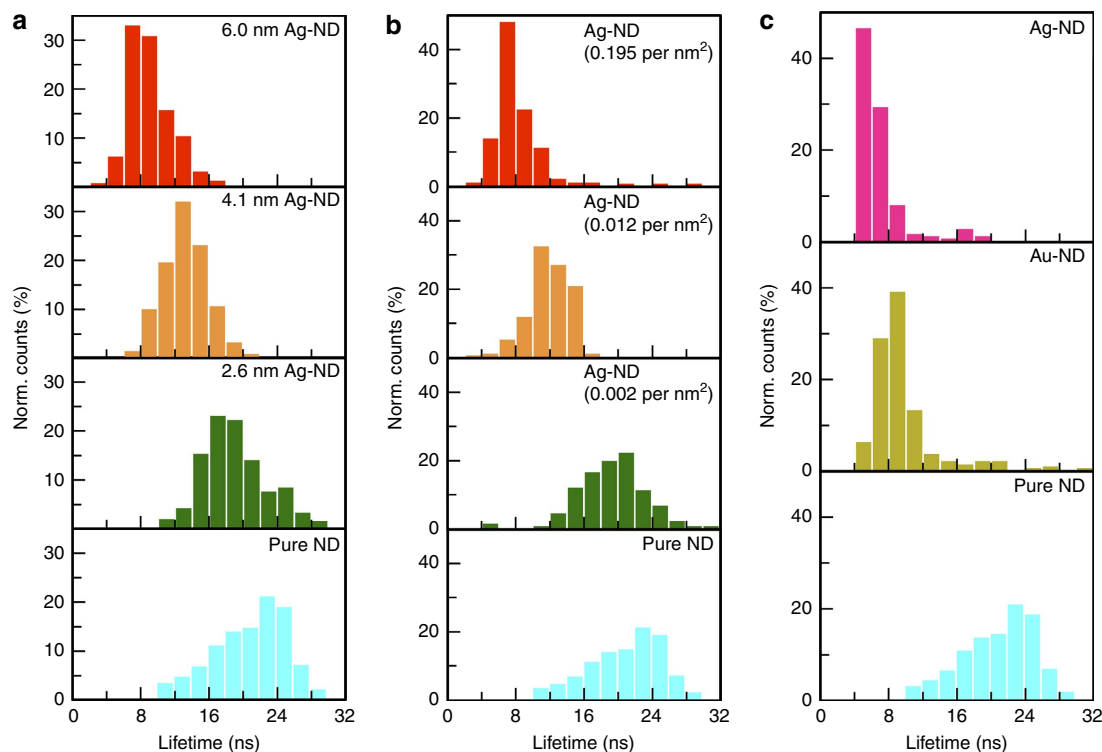 a
6.0 nm Ag-ND
30
20
10
4.1 nm Ag-ND
30
20
10
2.6 nm Ag-ND
30
20
10
Pure ND
30
20
10
0
Norm. counts (%)
0 8 16 24 32
Lifetime (ns)
b
Ag-ND
(0.195 per nm²)
40
20
0
Ag-ND
(0.012 per nm²)
40
20
0
Ag-ND
(0.002 per nm²)
40
20
0
Pure ND
40
20
0
Norm. counts (%)
0 8 16 24 32
Lifetime (ns)
c
Ag-ND
40
20
0
Au-ND
40
20
0
Pure ND
40
20
0
Norm. counts (%)
0 8 16 24 32
Lifetime (ns)